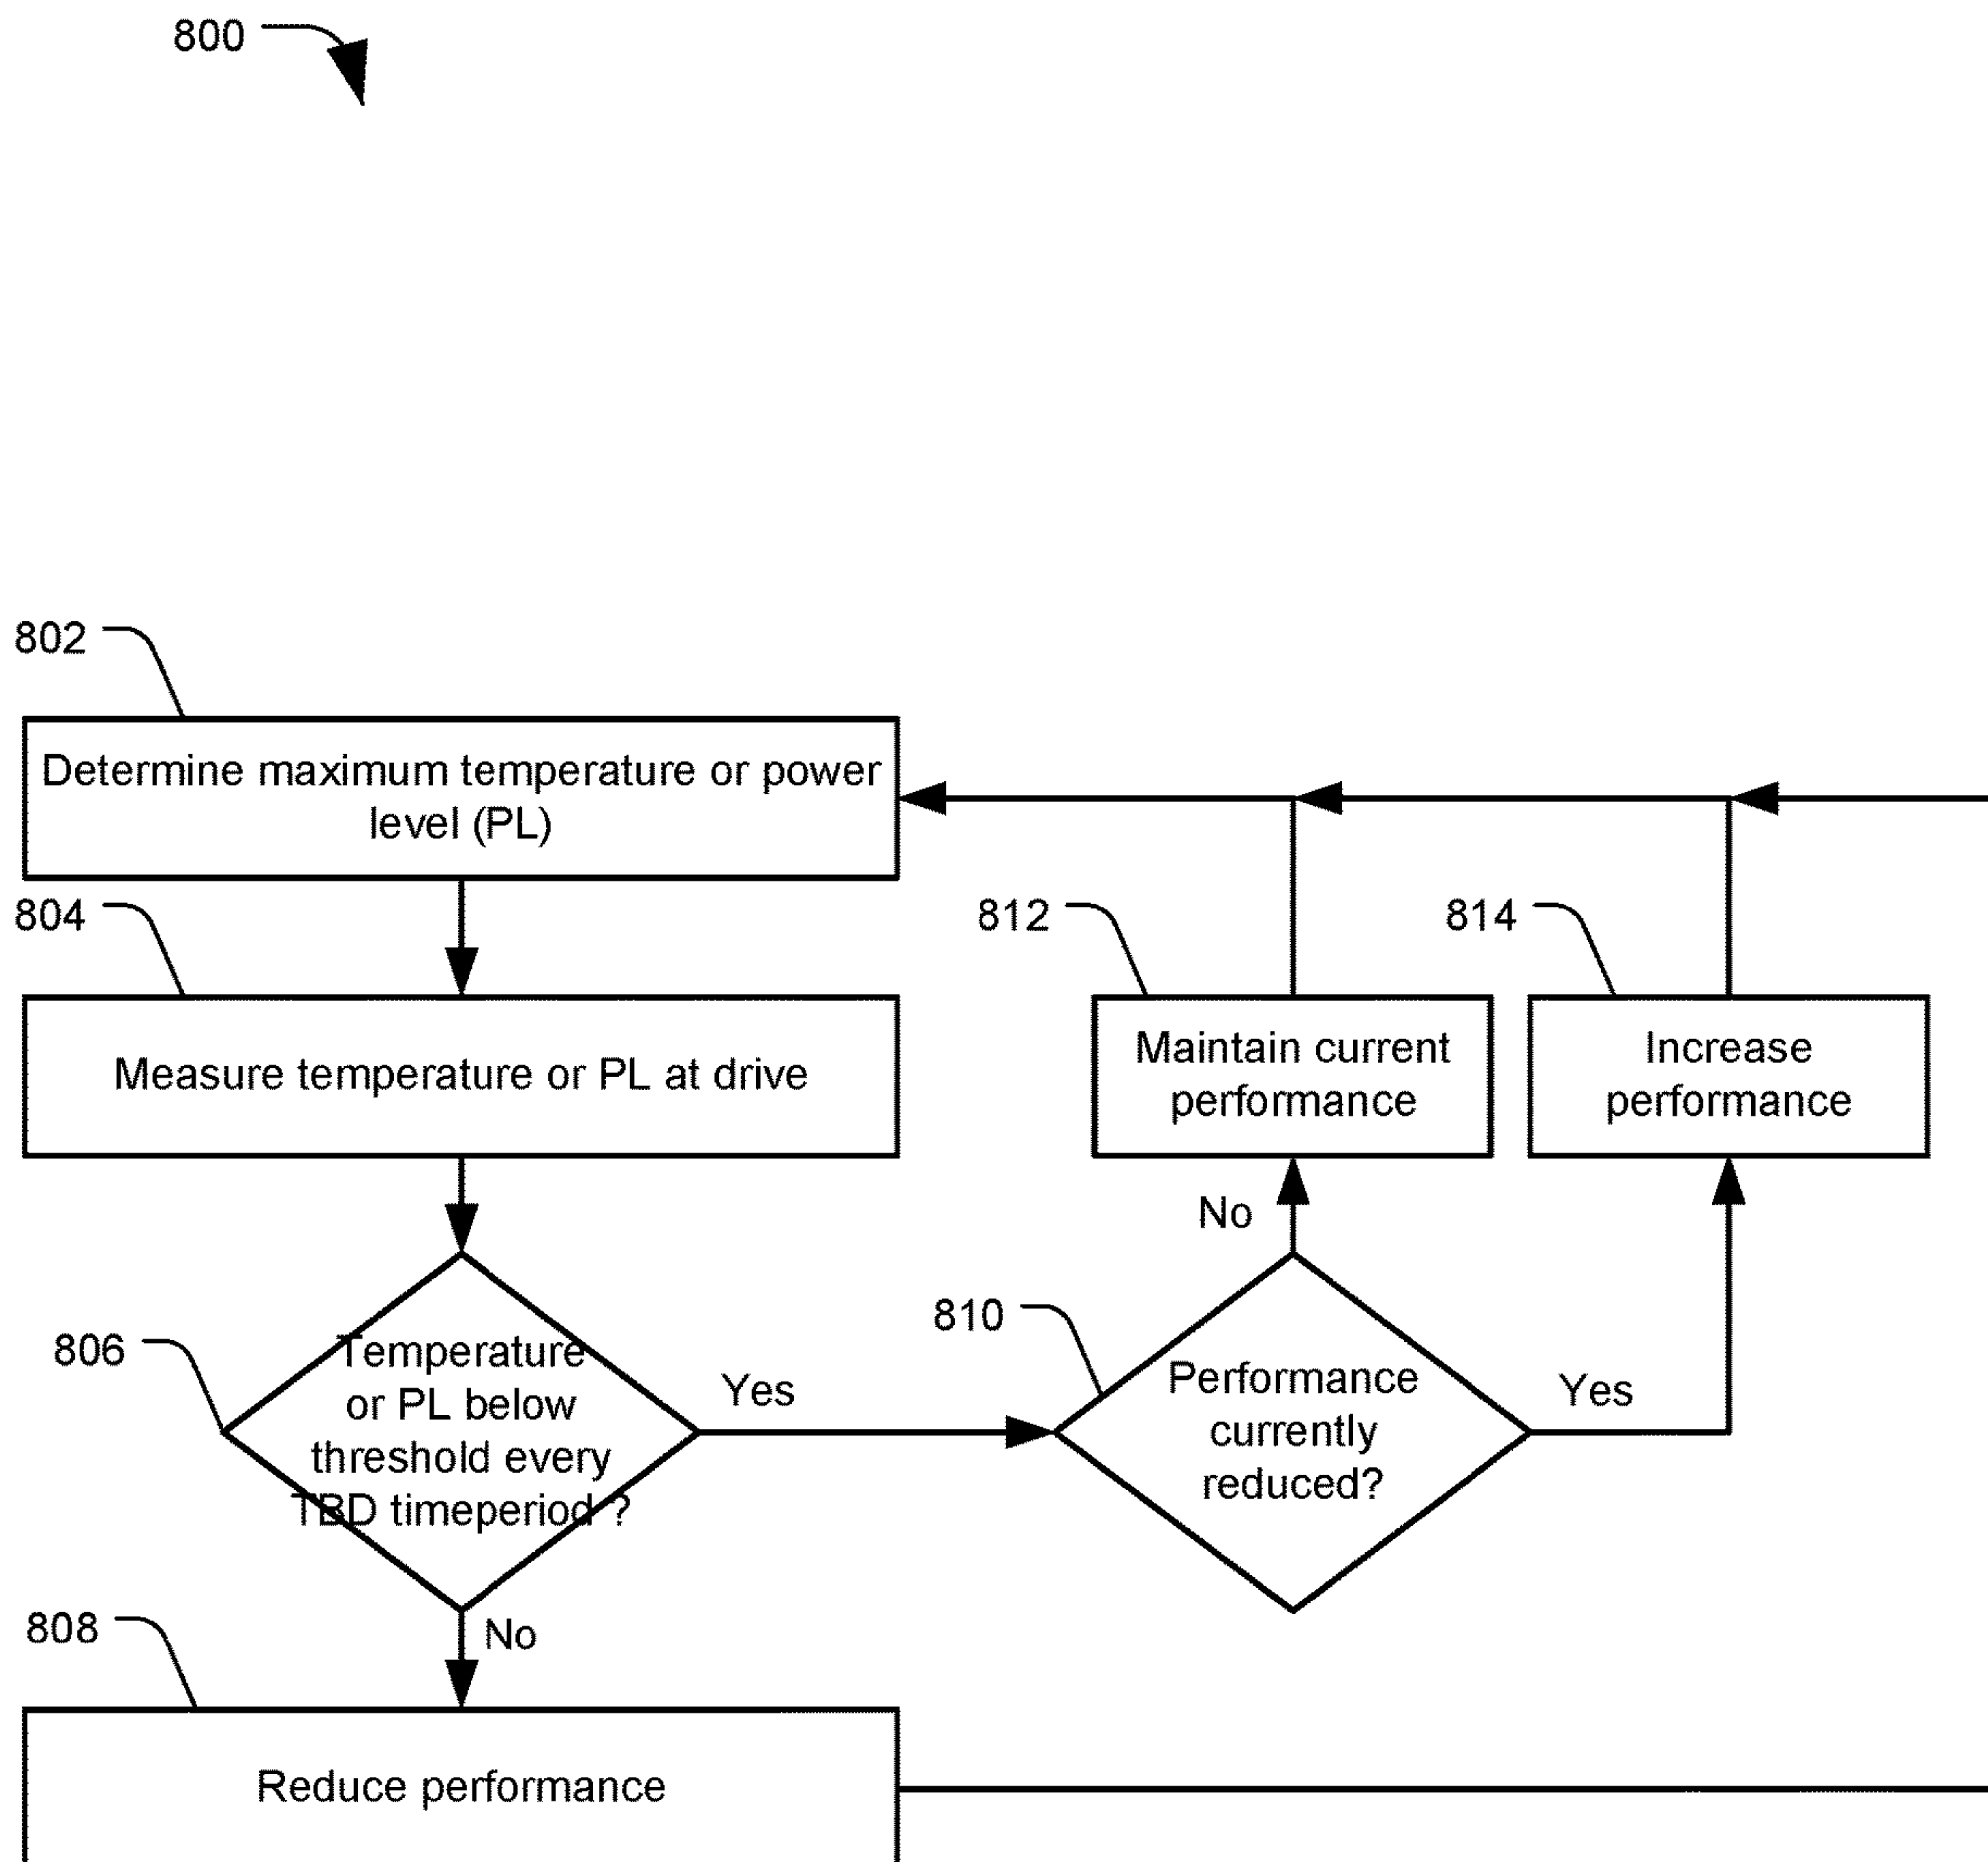 800
802
Determine maximum temperature or power
level (PL)
804
Measure temperature or PL at drive
812
Maintain current
performance
814
Increase
performance
No
806
Temperature
or PL below
threshold every
TBD timeperiod ?
Yes
810
Performance
currently
reduced?
Yes
No
808
Reduce performance